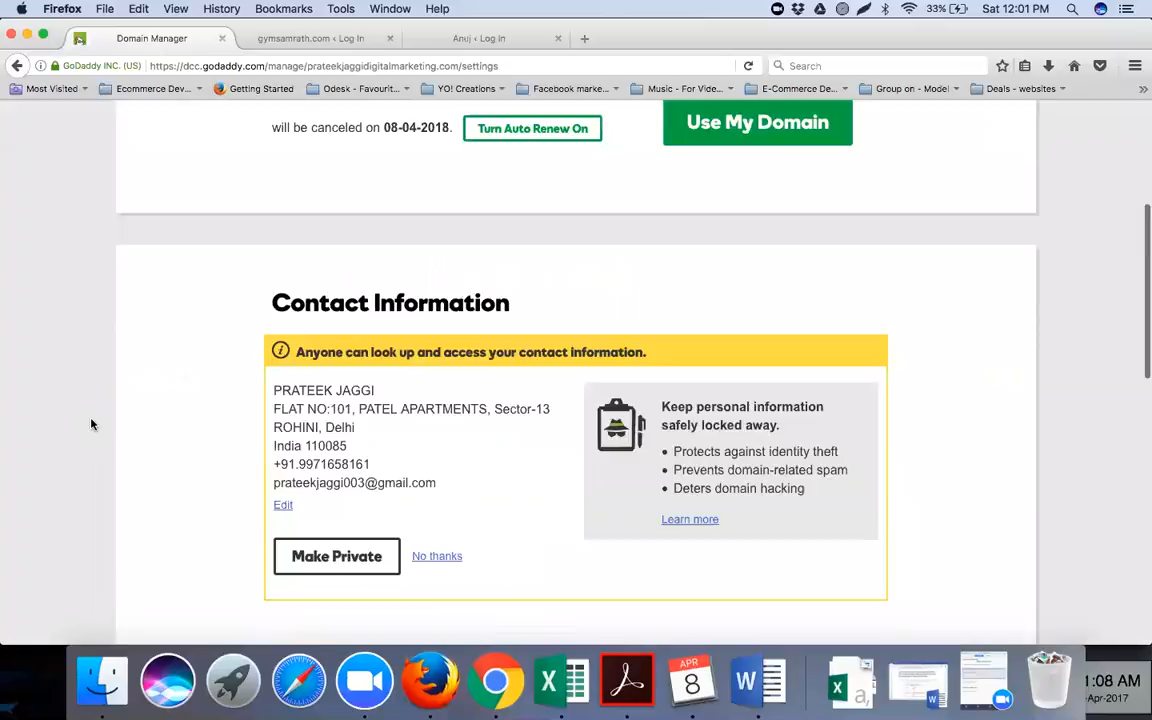 Firefox File Edit View History Bookmarks Tools Window Help 33% Sat 12:01 PM
Domain Manager gymsamrath.com ‹ Log In Anuj ‹ Log in
GoDaddy INC. (US) https://dcc.godaddy.com/manage/prateekjaggidigitalmarketing.com/settings Search
Most Visited Ecommerce Dev... Getting Started Odesk - Favourit... YO! Creations Facebook marke... Music - For Vide... E-Commerce De... Group on - Model Deals - websites
will be canceled on 08-04-2018. Turn Auto Renew On Use My Domain
Contact Information
Anyone can look up and access your contact information.
PRATEEK JAGGI
FLAT NO:101, PATEL APARTMENTS, Sector-13
ROHINI, Delhi
India 110085
+91.9971658161
prateekjaggi003@gmail.com
Edit
Make Private No thanks
Keep personal information
safely locked away.
• Protects against identity theft
• Prevents domain-related spam
• Deters domain hacking
Learn more
APR
8
1:08 AM
-Apr-2017